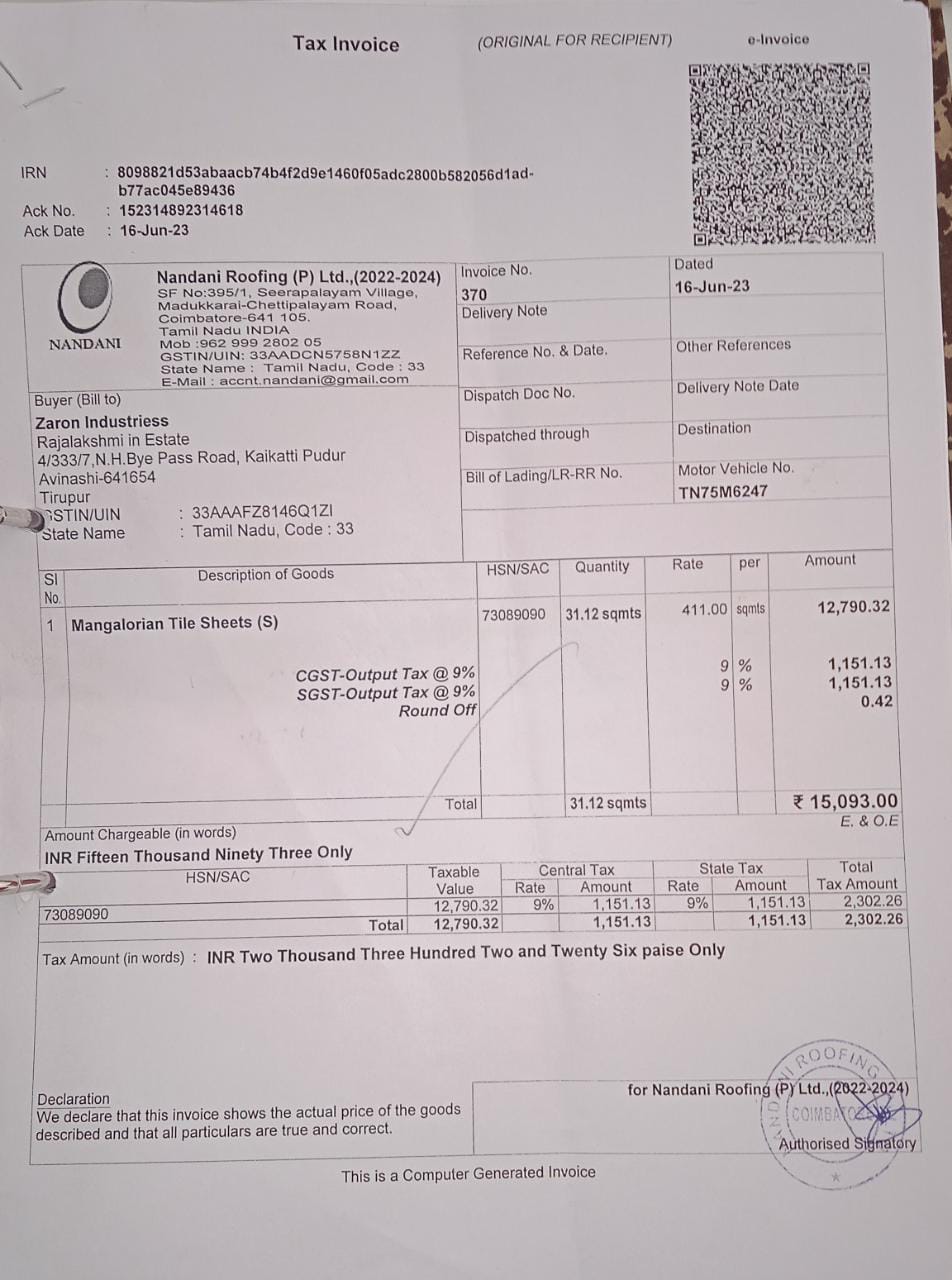 Tax Invoice (ORIGINAL FOR RECIPIENT) e-Invoice
IRN : 8098821d53abaacb74b4f2d9e1460f05adc2800b582056d1ad-
b77ac045e89436
Ack No. : 152314892314618
Ack Date : 16-Jun-23
NANDANI
Nandani Roofing (P) Ltd.,(2022-2024)
SF No:395/1, Seerapalayam Village,
Madukkarai-Chettipalayam Road,
Coimbatore-641 105.
Tamil Nadu INDIA
Mob :962 999 2802 05
GSTIN/UIN: 33AADCN5758N1ZZ
State Name : Tamil Nadu, Code : 33
E-Mail : accnt.nandani@gmail.com
Invoice No. Dated
370 16-Jun-23
Delivery Note
Reference No. & Date. Other References
Dispatch Doc No. Delivery Note Date
Dispatched through Destination
Bill of Lading/LR-RR No. Motor Vehicle No.
TN75M6247
Buyer (Bill to)
Zaron Industriess
Rajalakshmi in Estate
4/333/7,N.H.Bye Pass Road, Kaikatti Pudur
Avinashi-641654
Tirupur
GSTIN/UIN : 33AAAFZ8146Q1ZI
State Name : Tamil Nadu, Code : 33
Sl No. Description of Goods HSN/SAC Quantity Rate per Amount
1 Mangalorian Tile Sheets (S) 73089090 31.12 sqmts 411.00 sqmts 12,790.32
CGST-Output Tax @ 9% 9 % 1,151.13
SGST-Output Tax @ 9% 9 % 1,151.13
Round Off 0.42
Total 31.12 sqmts ₹ 15,093.00
Amount Chargeable (in words) E. & O.E
INR Fifteen Thousand Ninety Three Only
HSN/SAC Taxable Value Central Tax State Tax Total Tax Amount
Rate Amount Rate Amount
73089090 12,790.32 9% 1,151.13 9% 1,151.13 2,302.26
Total 12,790.32 1,151.13 1,151.13 2,302.26
Tax Amount (in words) : INR Two Thousand Three Hundred Two and Twenty Six paise Only
Declaration
We declare that this invoice shows the actual price of the goods
described and that all particulars are true and correct.
for Nandani Roofing (P) Ltd.,(2022-2024)
Authorised Signatory
This is a Computer Generated Invoice